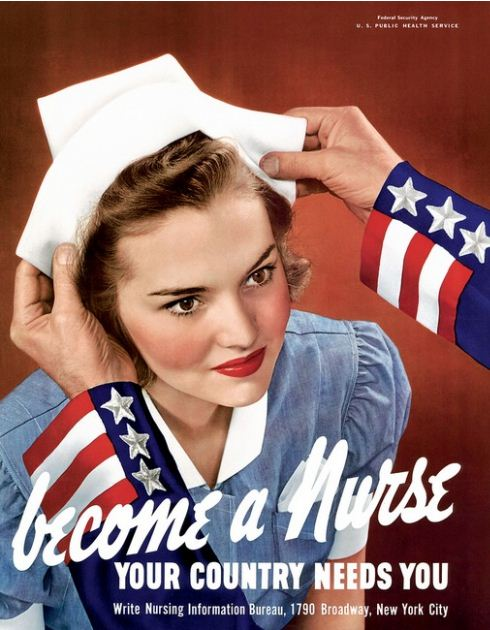 Federal Security Agency
U. S. PUBLIC HEALTH SERVICE
become a Nurse
YOUR COUNTRY NEEDS YOU
Write Nursing Information Bureau, 1790 Broadway, New York City